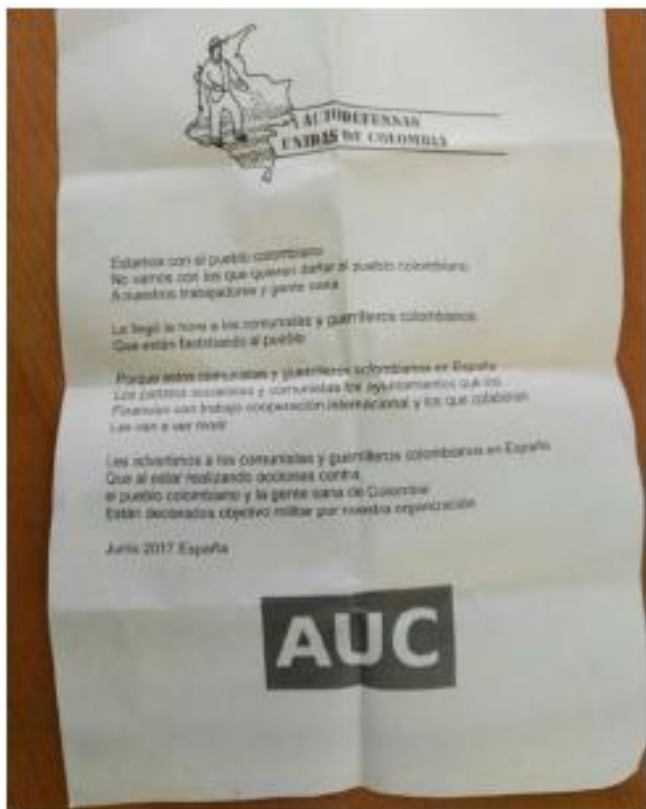 AUTODEFENSAS
UNIDAS DE COLOMBIA
Estamos con el pueblo colombiano
No vamos con los que quieren dañar al pueblo colombiano
A nuestros trabajadores y gente sana
Le llegó la hora a los comunistas y guerrilleros colombianos
Que están fastidiando al pueblo
Porque estos comunistas y guerrilleros colombianos en España
Los partidos socialistas y comunistas los ayuntamientos que los
Financian con trabajo cooperación internacional y los que colaboran
Les van a ver morir
Les advertimos a los comunistas y guerrilleros colombianos en España
Que al estar realizando acciones contra
el pueblo colombiano y la gente sana de Colombia
Están declarados objetivo militar por nuestra organización
Junio 2017 España
AUC